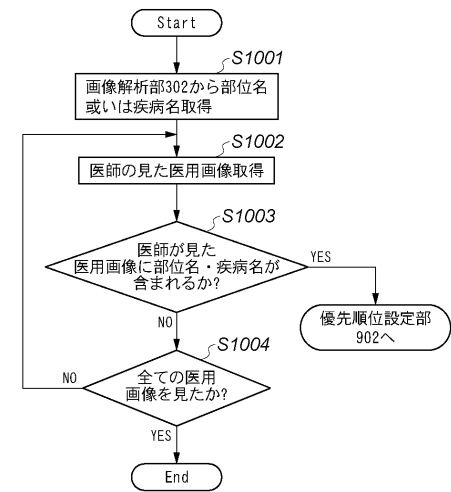 Start
S1001
画像解析部302から部位名
或いは疾病名取得
S1002
医師の見た医用画像取得
S1003
医師が見た
医用画像に部位名・疾病名が
含まれるか?
YES
優先順位設定部
902へ
NO
S1004
全ての医用
画像を見たか?
NO
YES
End